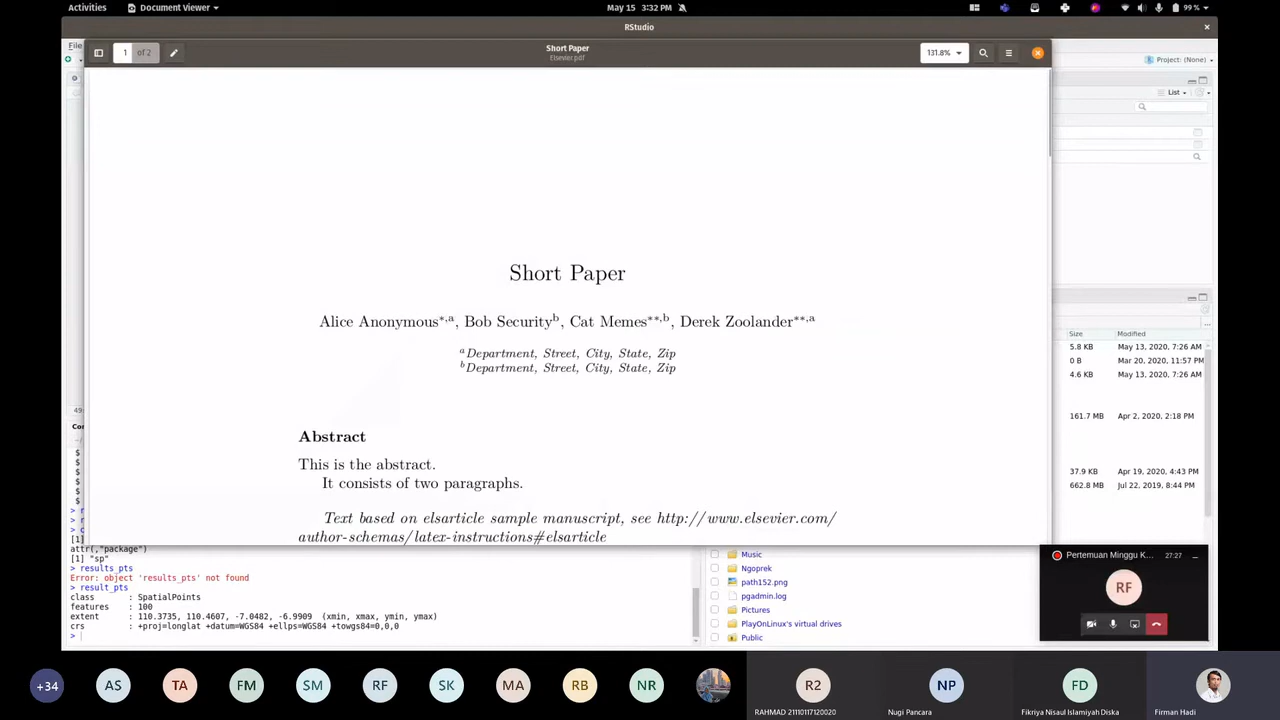 Activities
Document Viewer
May 15 3:32 PM
99 %
RStudio
File
1 of 2
Short Paper
Elsevier.pdf
131.8%
Project: (None)
List
Short Paper
Alice Anonymous*,a, Bob Securityb, Cat Memes**,b, Derek Zoolander**,a
aDepartment, Street, City, State, Zip
bDepartment, Street, City, State, Zip
Abstract
This is the abstract.
It consists of two paragraphs.
Text based on elsarticle sample manuscript, see http://www.elsevier.com/
author-schemas/latex-instructions#elsarticle
Size Modified
5.8 KB May 13, 2020, 7:26 AM
0 B Mar 20, 2020, 11:57 PM
4.6 KB May 13, 2020, 7:26 AM
161.7 MB Apr 2, 2020, 2:18 PM
37.9 KB Apr 19, 2020, 4:43 PM
662.8 MB Jul 22, 2019, 8:44 PM
attr(,"package")
[1] "sp"
> results_pts
Error: object 'results_pts' not found
> result_pts
class : SpatialPoints
features : 100
extent : 110.3735, 110.4607, -7.0482, -6.9909 (xmin, xmax, ymin, ymax)
crs : +proj=longlat +datum=WGS84 +ellps=WGS84 +towgs84=0,0,0
>
Music
Ngoprek
path152.png
pgadmin.log
Pictures
PlayOnLinux's virtual drives
Public
Pertemuan Minggu K... 27:27
RF
+34 AS TA FM SM RF SK MA RB NR R2 NP FD
RAHMAD 21110117120020 Nugi Pancara Fikriya Nisaul Islamiyah Diska Firman Hadi